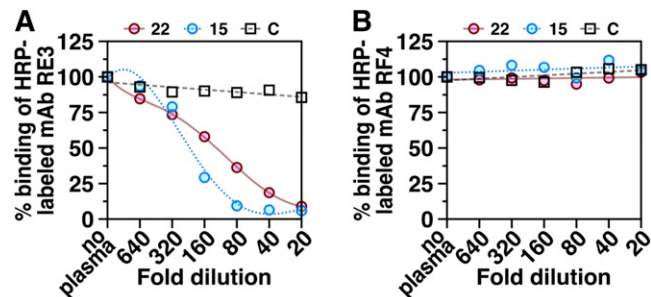 A
22 15 C
% binding of HRP-
labeled mAb RE3
125
100
75
50
25
0
no plasma 640 320 160 80 40 20
Fold dilution
B
22 15 C
% binding of HRP-
labeled mAb RF4
125
100
75
50
25
0
no plasma 640 320 160 80 40 20
Fold dilution